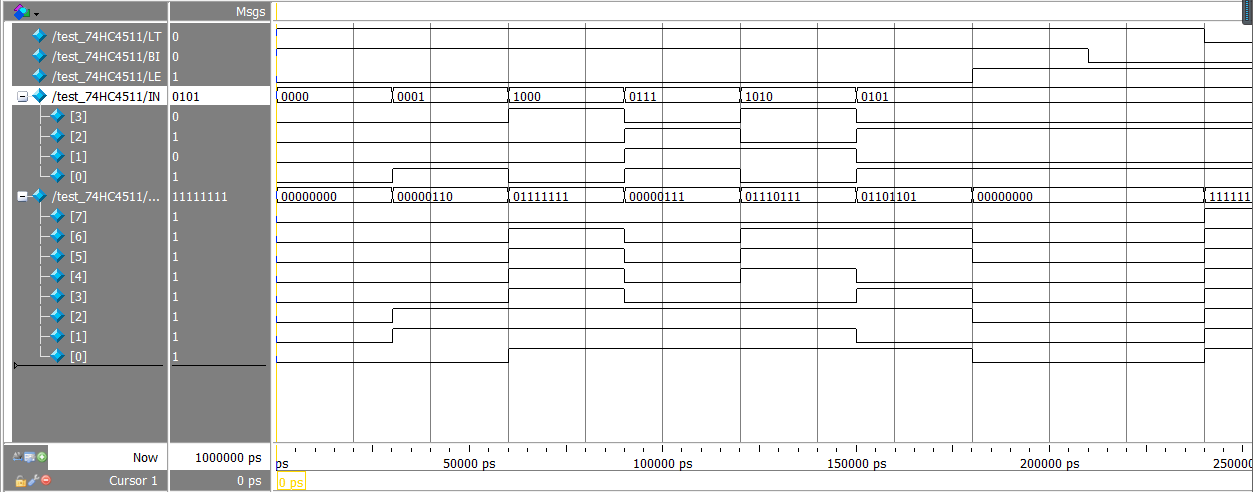 Msgs
/test_74HC4511/LT 0
/test_74HC4511/BI 0
/test_74HC4511/LE 1
/test_74HC4511/IN 0101 0000 0001 1000 0111 1010 0101
[3] 0
[2] 1
[1] 0
[0] 1
/test_74HC4511/... 11111111 00000000 00000110 01111111 00000111 01110111 01101101 00000000 111111
[7] 1
[6] 1
[5] 1
[4] 1
[3] 1
[2] 1
[1] 1
[0] 1
Now 1000000 ps ps 50000 ps 100000 ps 150000 ps 200000 ps 250000
Cursor 1 0 ps 0 ps